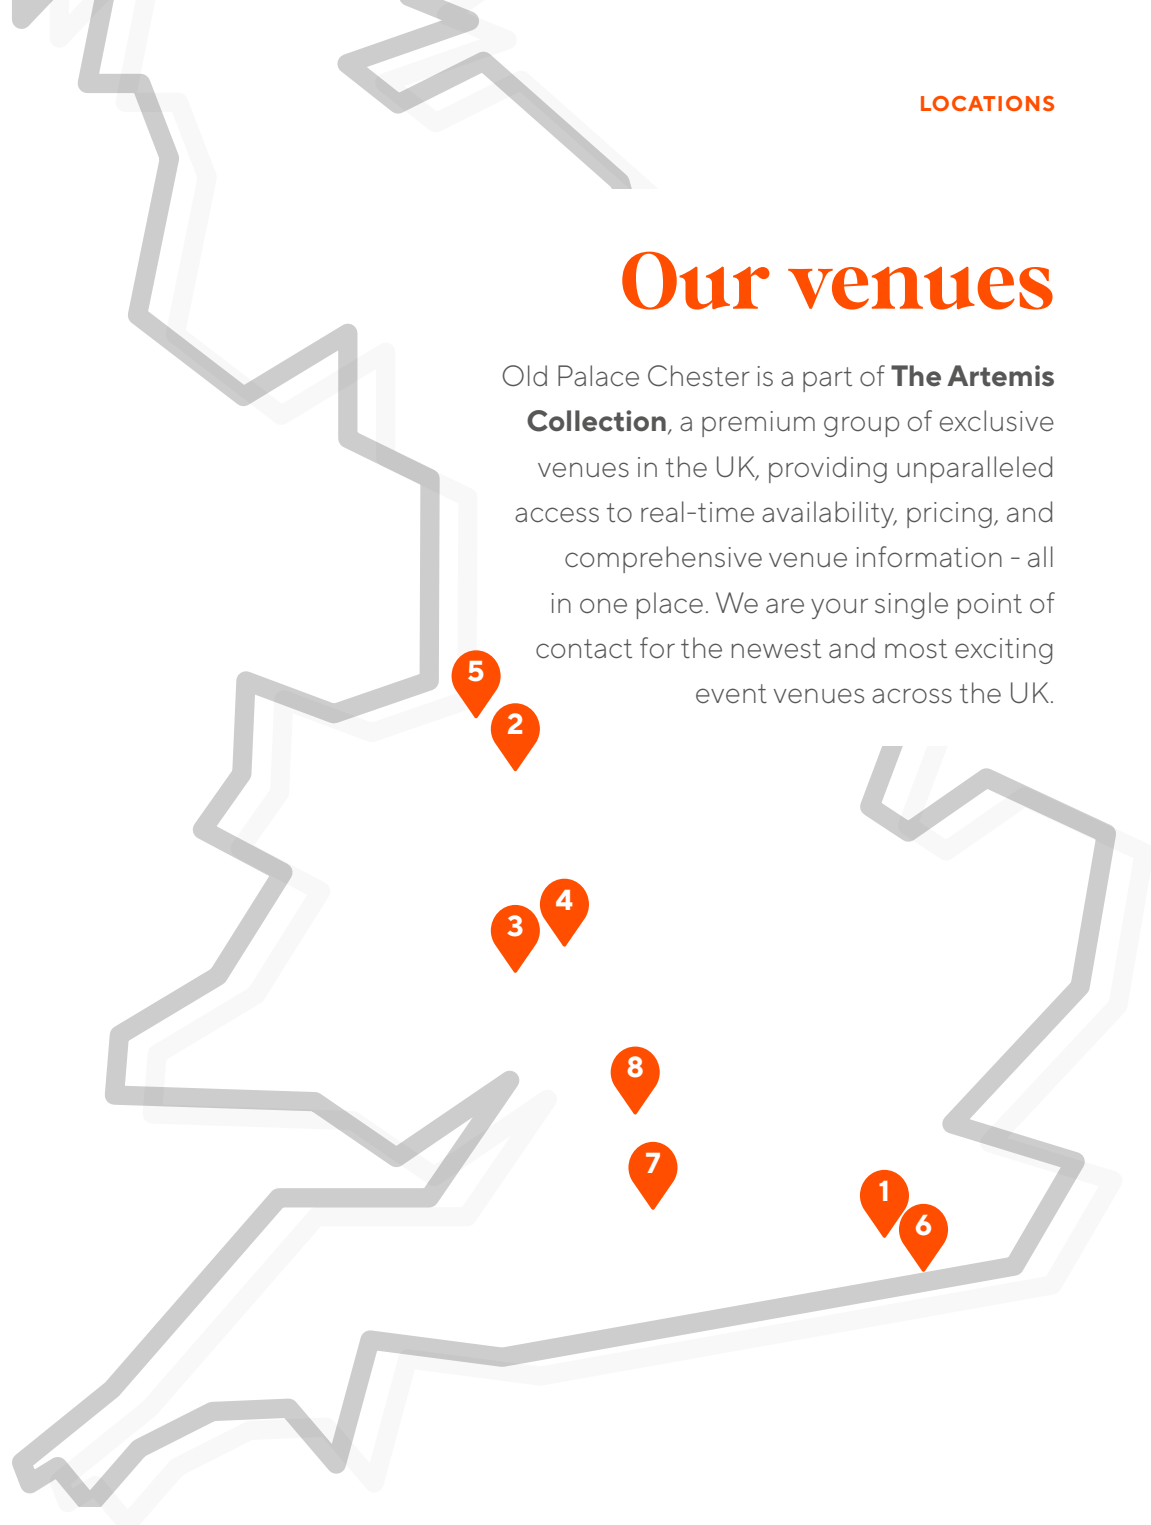 LOCATIONS
Our venues
Old Palace Chester is a part of The Artemis
Collection, a premium group of exclusive
venues in the UK, providing unparalleled
access to real-time availability, pricing, and
comprehensive venue information - all
in one place. We are your single point of
contact for the newest and most exciting
event venues across the UK.
5
2
4
3
8
7
1
6